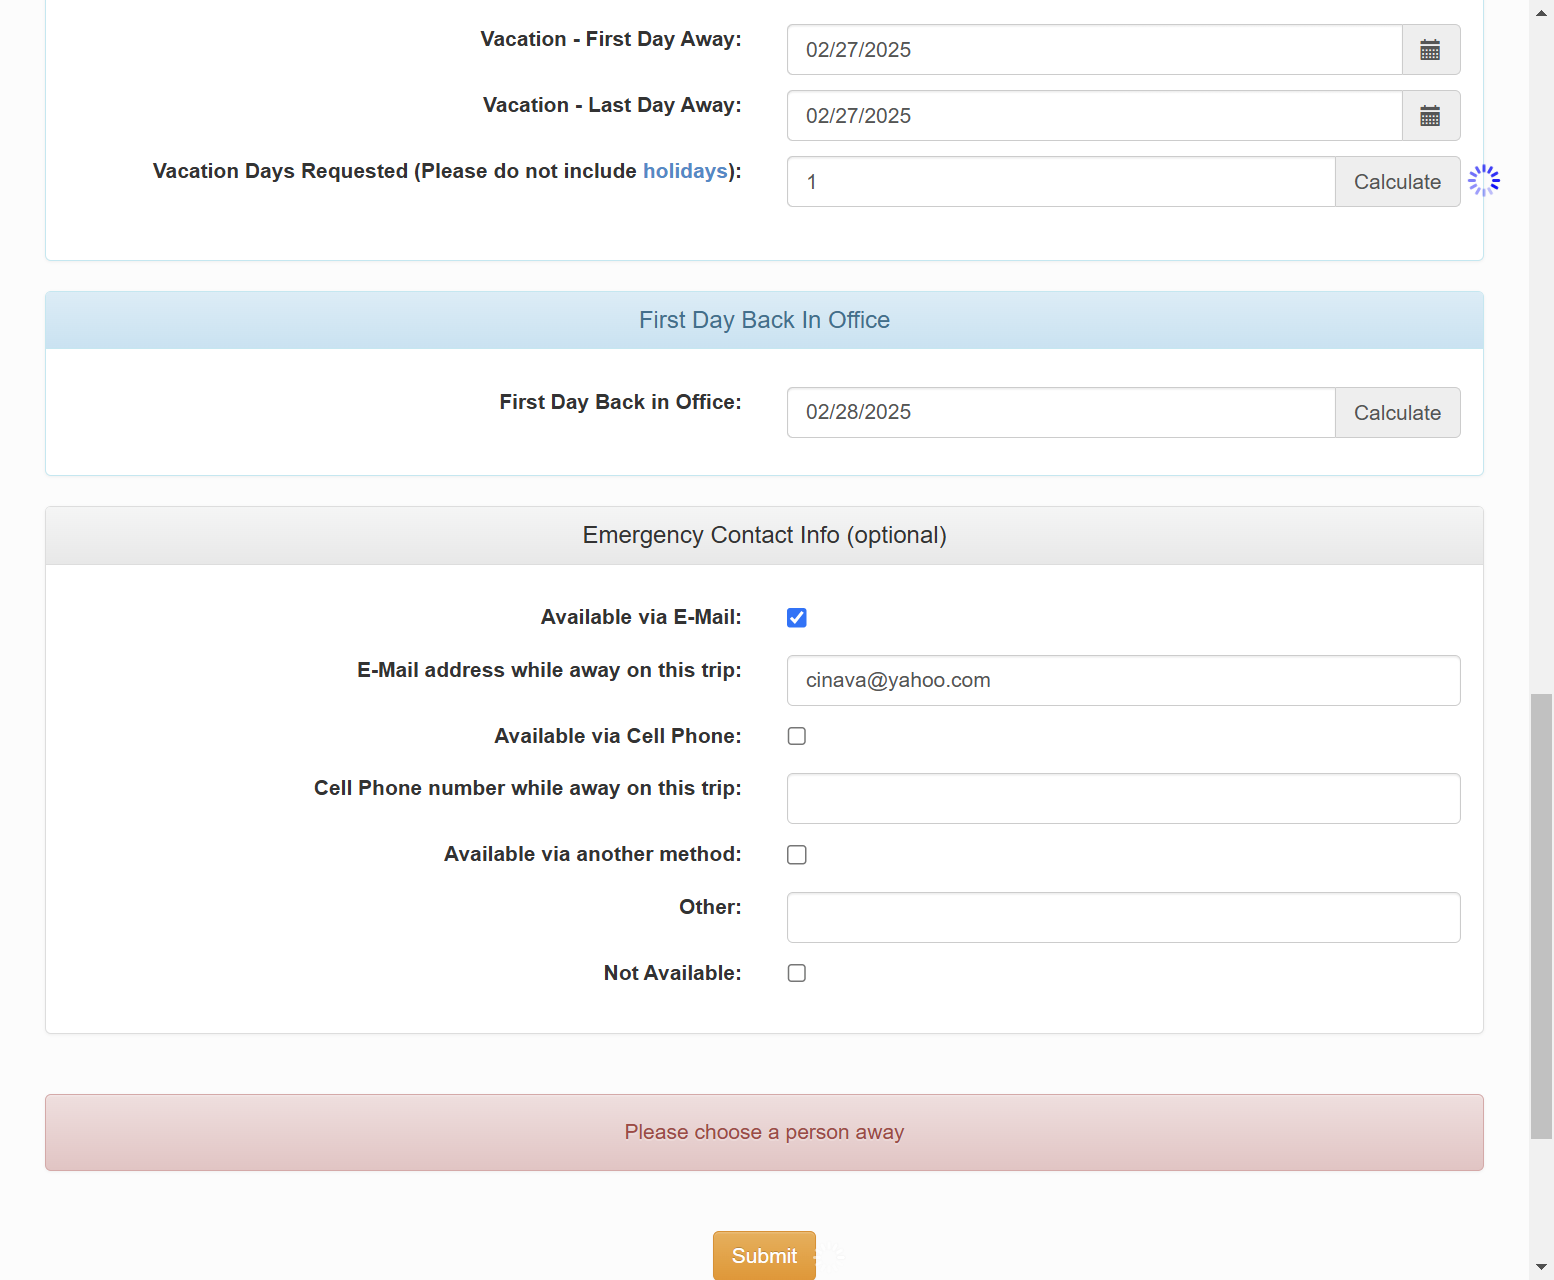 Vacation - First Day Away:
02/27/2025
Vacation - Last Day Away:
02/27/2025
Vacation Days Requested (Please do not include holidays):
1
Calculate
First Day Back In Office
First Day Back in Office:
02/28/2025
Calculate
Emergency Contact Info (optional)
Available via E-Mail:
E-Mail address while away on this trip:
cinava@yahoo.com
Available via Cell Phone:
Cell Phone number while away on this trip:
Available via another method:
Other:
Not Available:
Please choose a person away
Submit